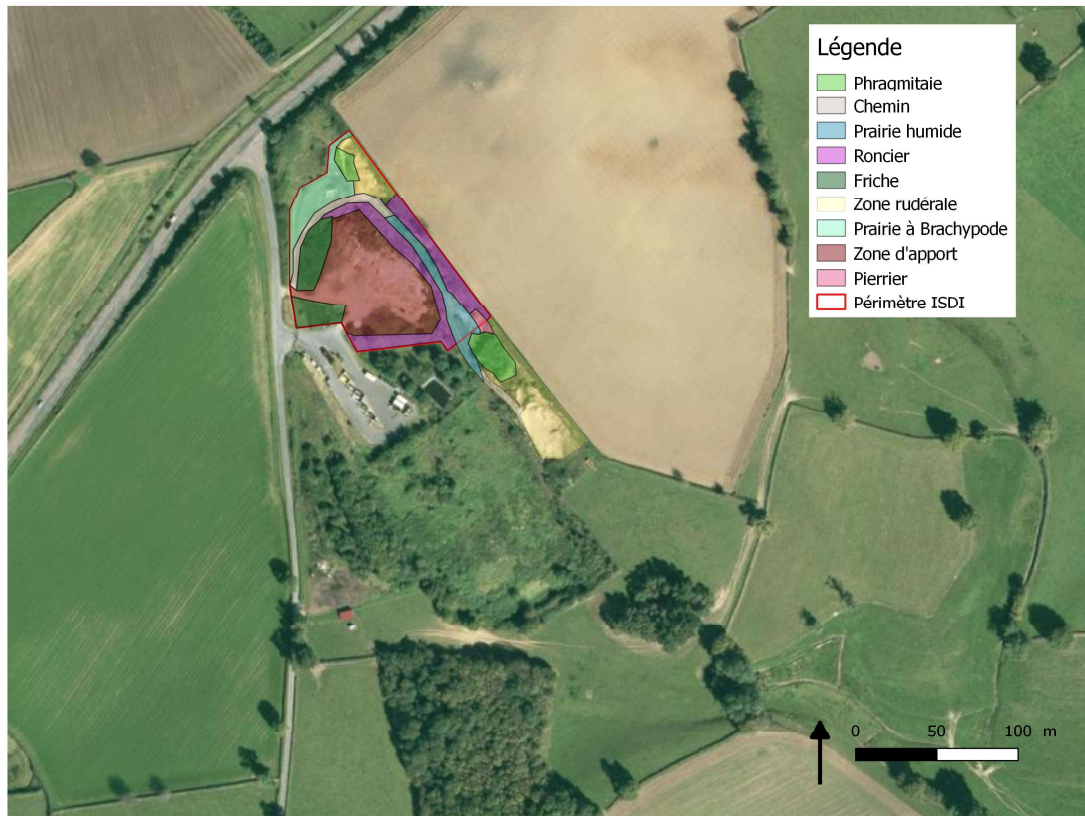 Légende
Phragmitaie
Chemin
Prairie humide
Roncier
Friche
Zone rudérale
Prairie à Brachypode
Zone d'apport
Pierrier
Périmètre ISDI
0 50 100 m